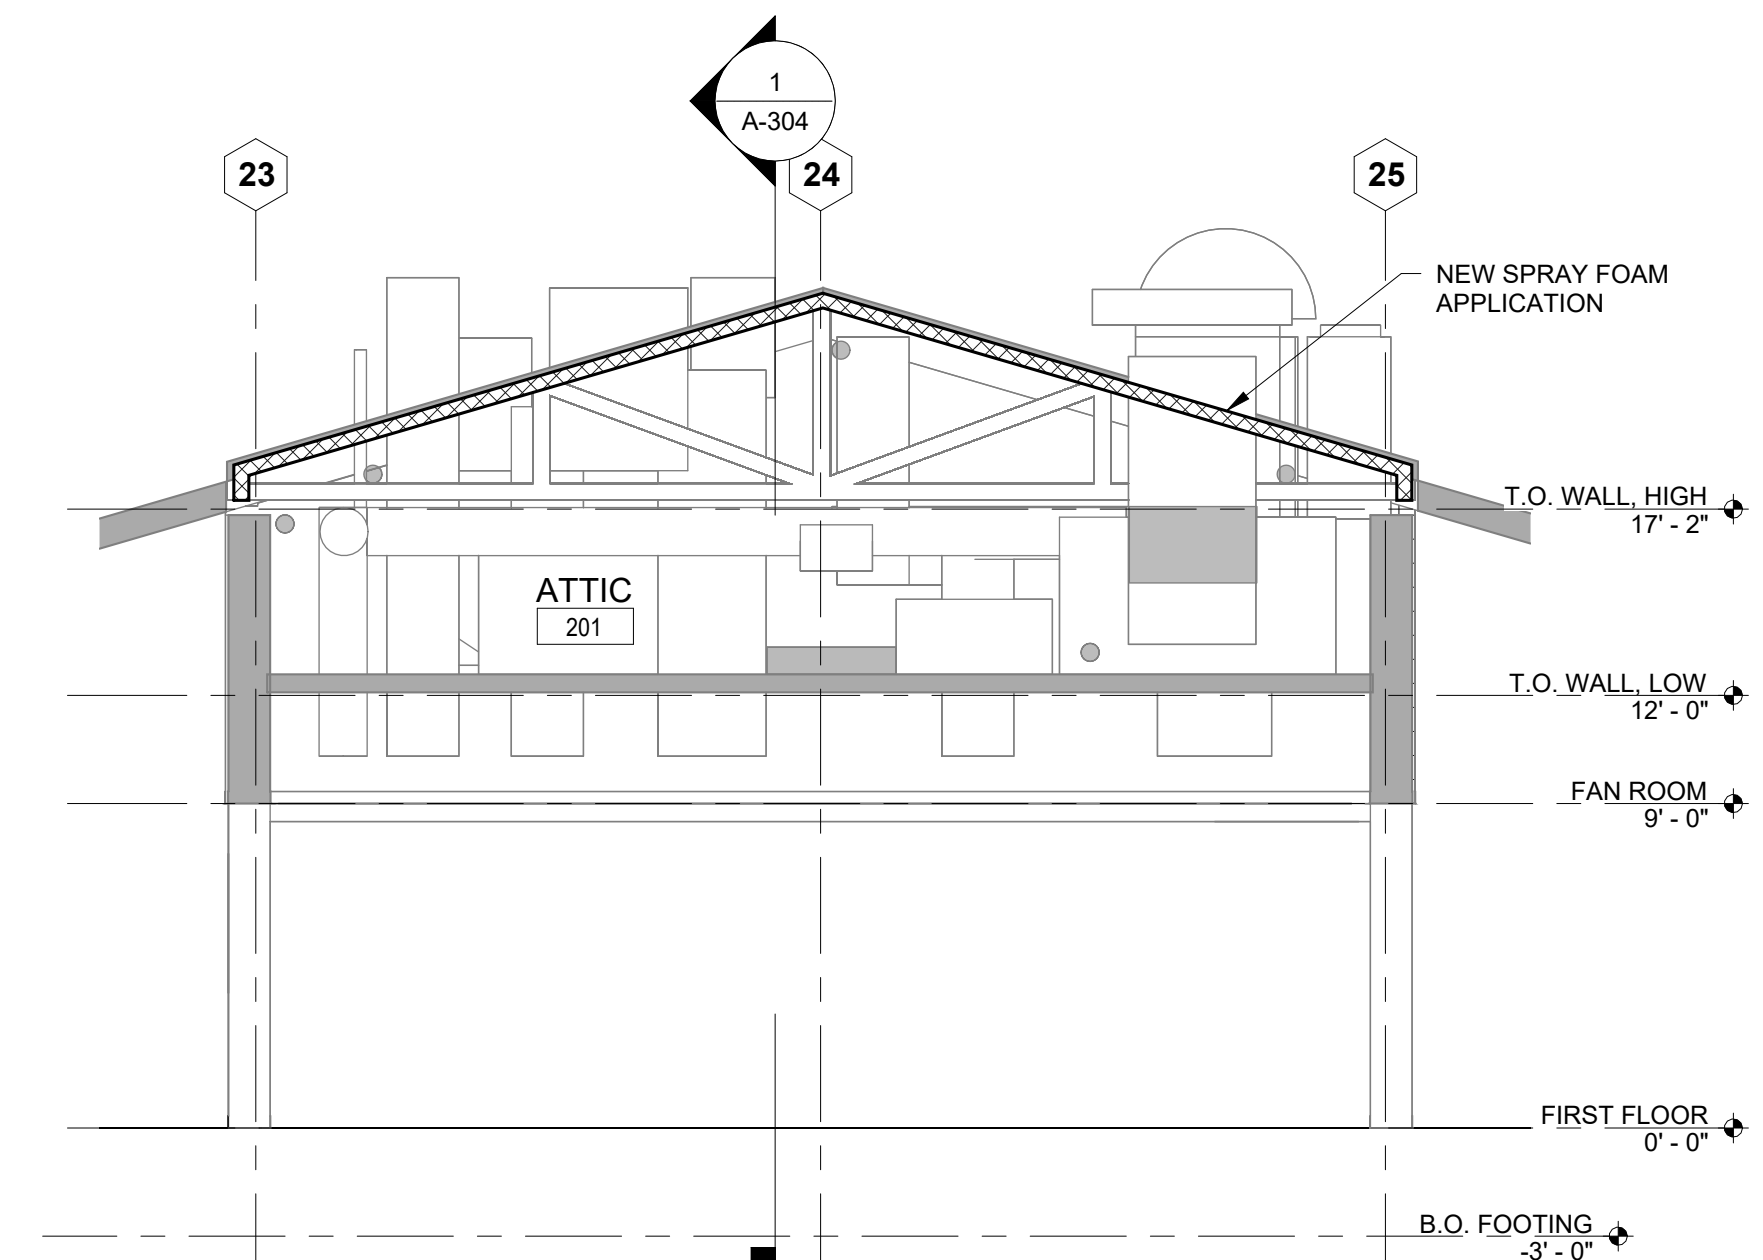 1
A-304
23
24
25
NEW SPRAY FOAM
APPLICATION
T.O. WALL, HIGH
17' - 2"
ATTIC
201
T.O. WALL, LOW
12' - 0"
FAN ROOM
9' - 0"
FIRST FLOOR
0' - 0"
B.O. FOOTING
-3' - 0"